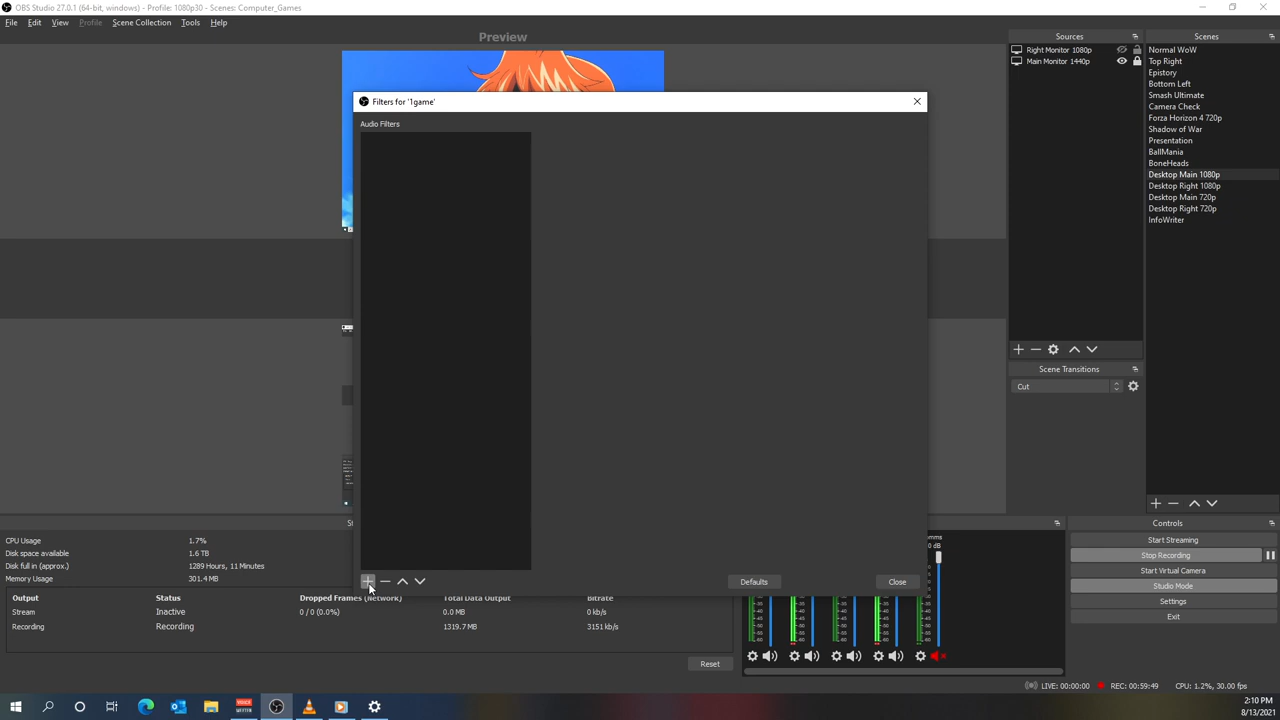 OBS Studio 27.0.1 (64-bit, windows) - Profile: 1080p30 - Scenes: Computer_Games
File Edit View Profile Scene Collection Tools Help
Preview
Sources
Scenes
Right Monitor 1080p
Main Monitor 1440p
Normal WoW
Top Right
Epistory
Bottom Left
Smash Ultimate
Camera Check
Forza Horizon 4 720p
Shadow of War
Presentation
BallMania
BoneHeads
Desktop Main 1080p
Desktop Right 1080p
Desktop Main 720p
Desktop Right 720p
InfoWriter
Filters for '1game'
Audio Filters
Defaults
Close
Scene Transitions
Cut
CPU Usage 1.7%
Disk space available 1.6 TB
Disk full in (approx.) 1289 Hours, 11 Minutes
Memory Usage 301.4 MB
Output Status Dropped Frames (Network) Total Data Output Bitrate
Stream Inactive 0 / 0 (0.0%) 0.0 MB 0 kb/s
Recording Recording 1319.7 MB 3151 kb/s
Reset
Controls
Start Streaming
Stop Recording
Start Virtual Camera
Studio Mode
Settings
Exit
LIVE: 00:00:00 REC: 00:59:49 CPU: 1.2%, 30.00 fps
2:10 PM
8/13/2021